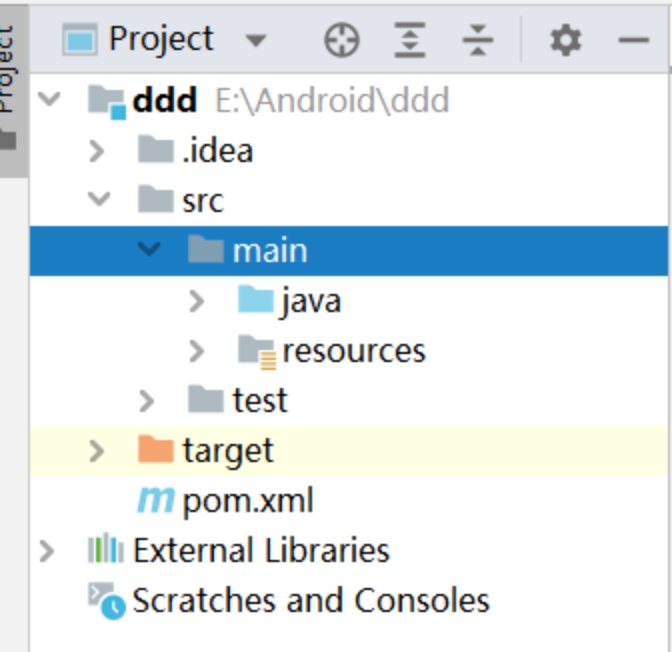 Project
Project
ddd E:\Android\ddd
.idea
src
main
java
resources
test
target
m pom.xml
External Libraries
Scratches and Consoles